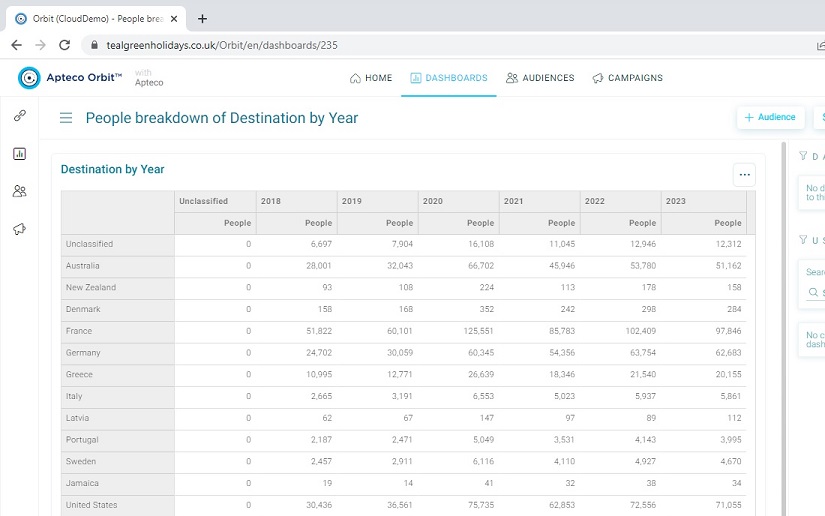 Orbit (CloudDemo) - People brea
tealgreenholidays.co.uk/Orbit/en/dashboards/235
Apteco Orbit™ with Apteco
HOME DASHBOARDS AUDIENCES CAMPAIGNS
People breakdown of Destination by Year
+ Audience
Destination by Year
Unclassified 2018 2019 2020 2021 2022 2023
People People People People People People People
Unclassified 0 6,697 7,904 16,108 11,045 12,946 12,312
Australia 0 28,001 32,043 66,702 45,946 53,780 51,162
New Zealand 0 93 108 224 113 178 158
Denmark 0 158 168 352 242 298 284
France 0 51,822 60,101 125,551 85,783 102,409 97,846
Germany 0 24,702 30,059 60,345 54,356 63,754 62,683
Greece 0 10,995 12,771 26,639 18,346 21,540 20,155
Italy 0 2,665 3,191 6,553 5,023 5,937 5,861
Latvia 0 62 67 147 97 89 112
Portugal 0 2,187 2,471 5,049 3,531 4,143 3,995
Sweden 0 2,457 2,911 6,116 4,110 4,927 4,670
Jamaica 0 19 14 41 32 38 34
United States 0 30,436 36,561 75,735 62,853 72,556 71,055
D A
No d
to th
U S
Sear
No c
dash